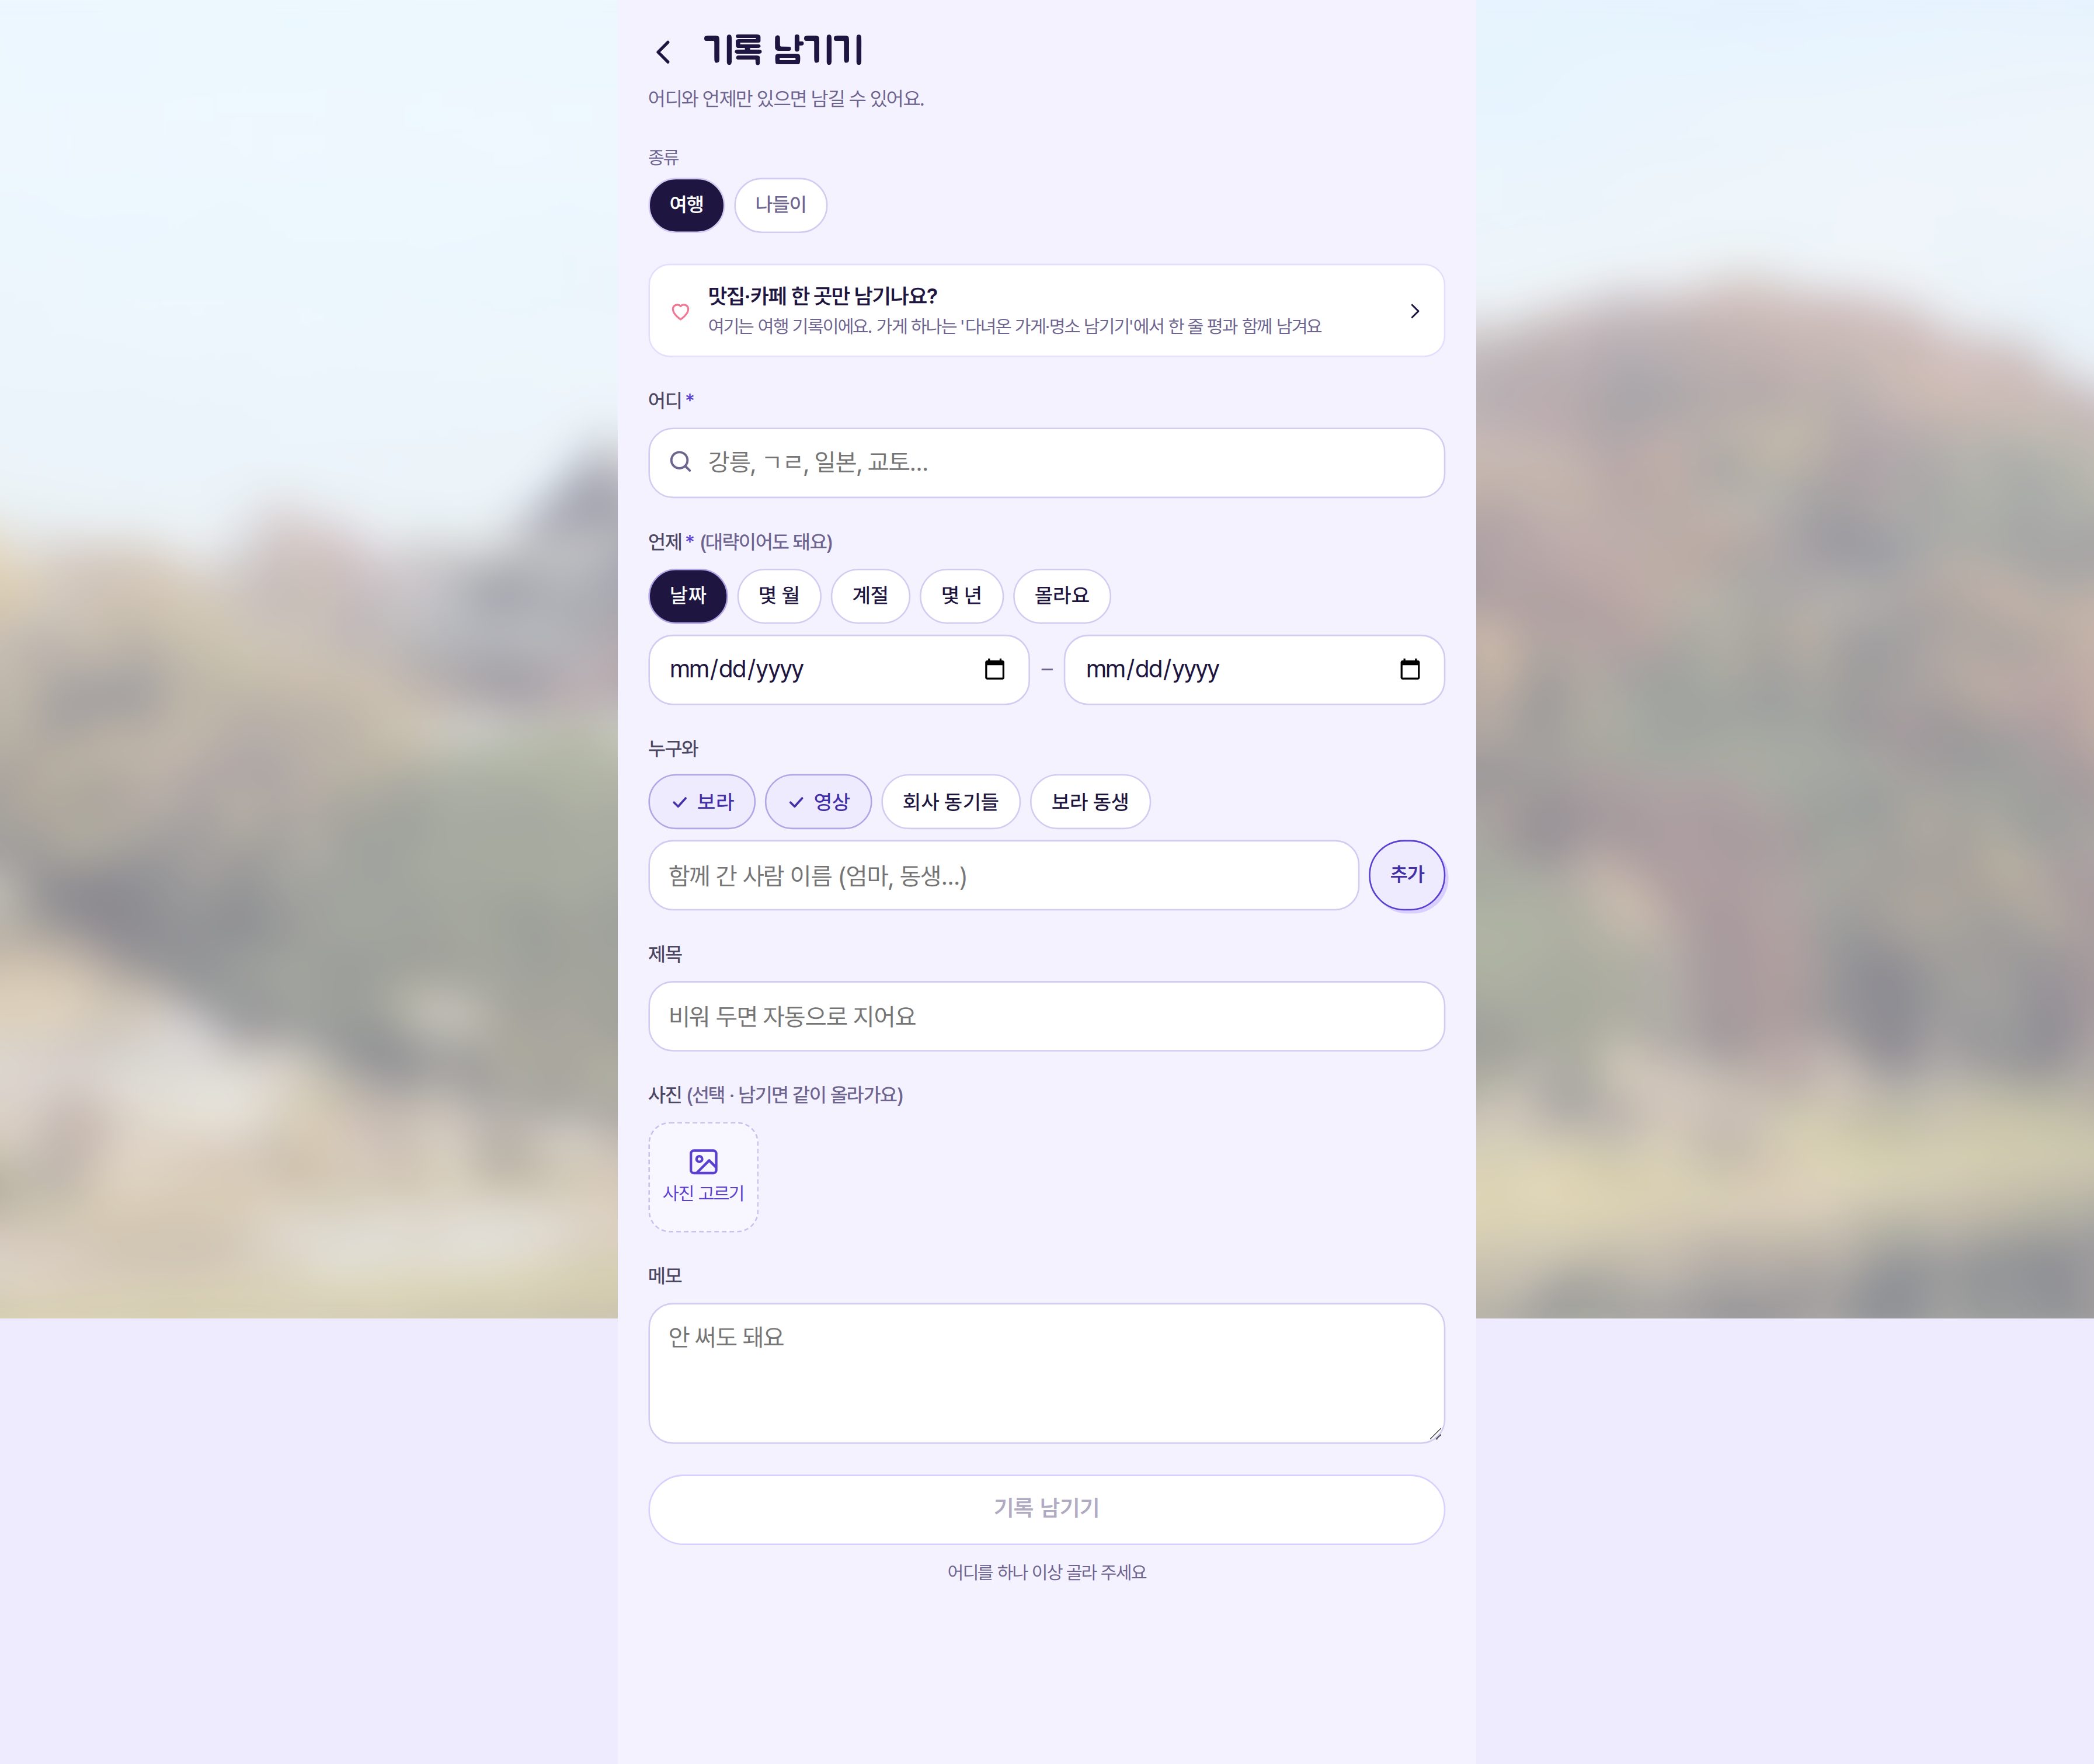 기록 남기기
어디와 언제만 있으면 남길 수 있어요.
종류
여행 나들이
맛집·카페 한 곳만 남기나요?
여기는 여행 기록이에요. 가게 하나는 '다녀온 가게·명소 남기기'에서 한 줄 평과 함께 남겨요
어디 *
강릉, ㄱㄹ, 일본, 교토...
언제 * (대략이어도 돼요)
날짜 몇 월 계절 몇 년 몰라요
mm/dd/yyyy – mm/dd/yyyy
누구와
보라 영상 회사 동기들 보라 동생
함께 간 사람 이름 (엄마, 동생...) 추가
제목
비워 두면 자동으로 지어요
사진 (선택 · 남기면 같이 올라가요)
사진 고르기
메모
안 써도 돼요
기록 남기기
어디를 하나 이상 골라 주세요